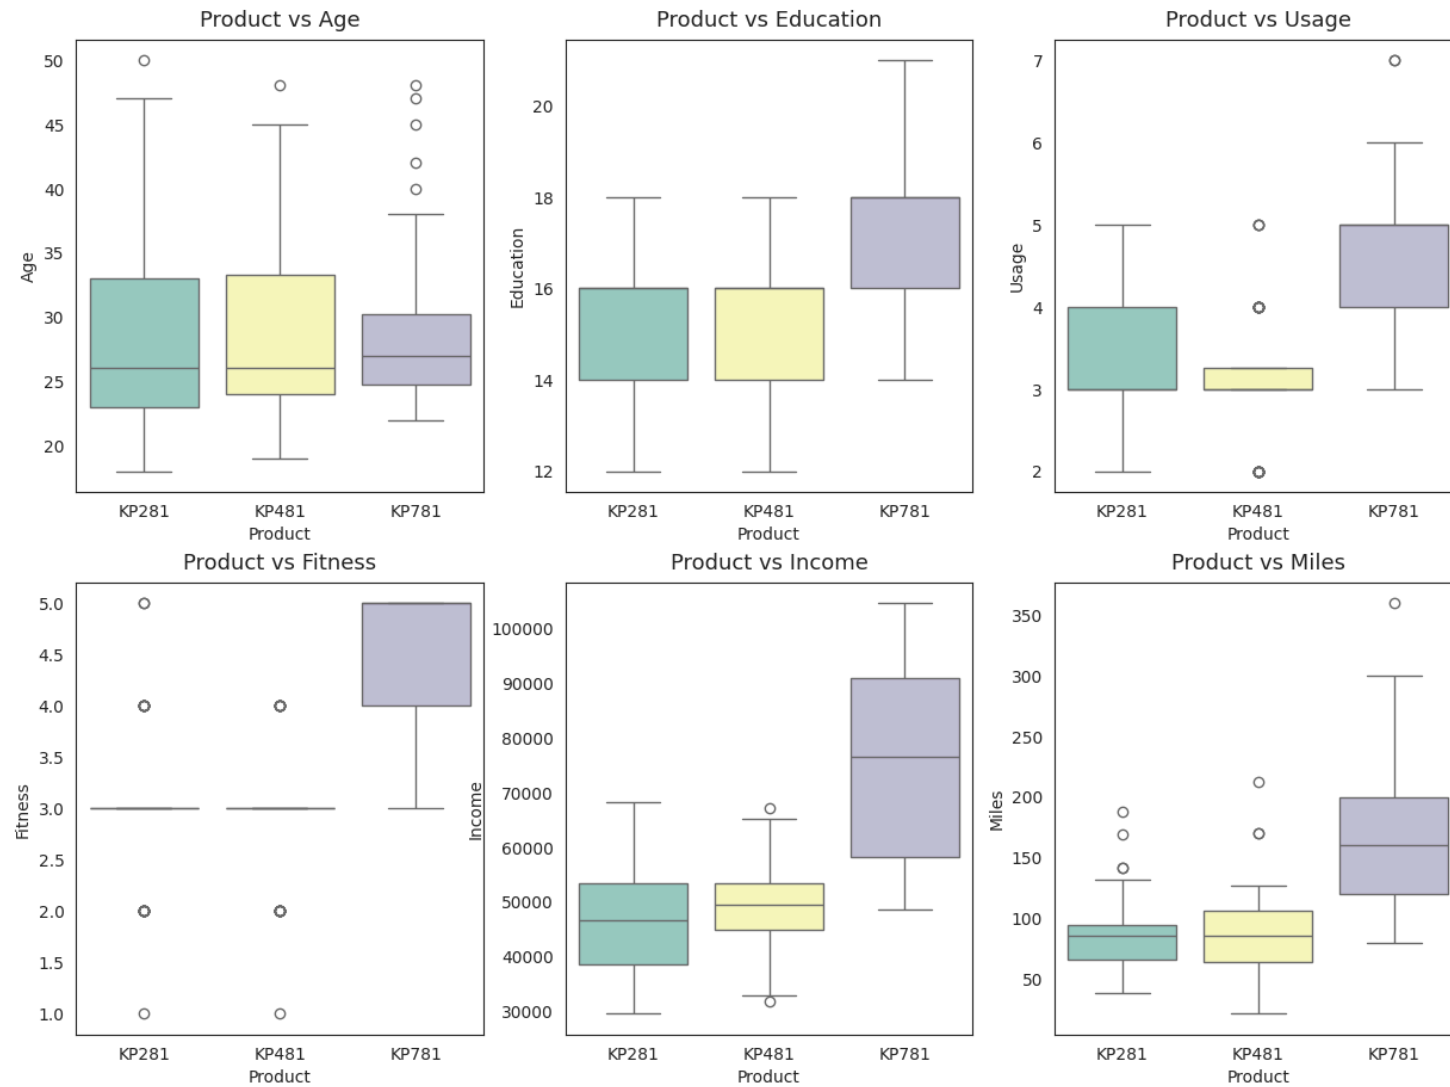 Product vs Age
50
45
40
35
30
25
20
Age
KP281 KP481 KP781
Product
Product vs Education
20
18
16
14
12
Education
KP281 KP481 KP781
Product
Product vs Usage
7
6
5
4
3
2
Usage
KP281 KP481 KP781
Product
Product vs Fitness
5.0
4.5
4.0
3.5
3.0
2.5
2.0
1.5
1.0
Fitness
KP281 KP481 KP781
Product
Product vs Income
100000
90000
80000
70000
60000
50000
40000
30000
Income
KP281 KP481 KP781
Product
Product vs Miles
350
300
250
200
150
100
50
Miles
KP281 KP481 KP781
Product